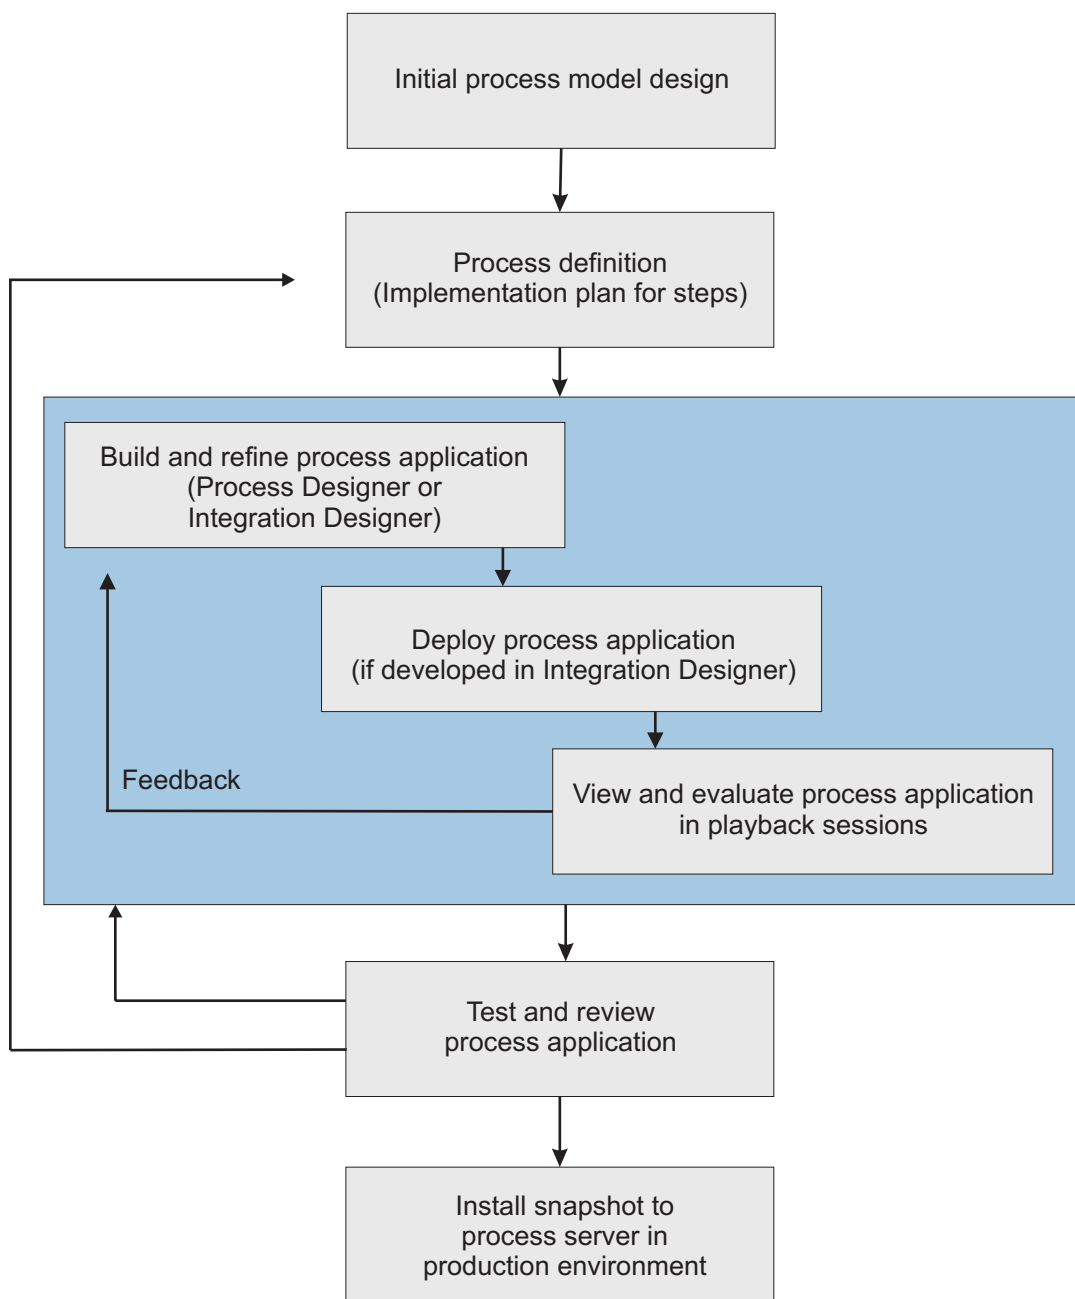 Initial process model design
Process definition
(Implementation plan for steps)
Build and refine process application
(Process Designer or
Integration Designer)
Deploy process application
(if developed in Integration Designer)
Feedback
View and evaluate process application
in playback sessions
Test and review
process application
Install snapshot to
process server in
production environment